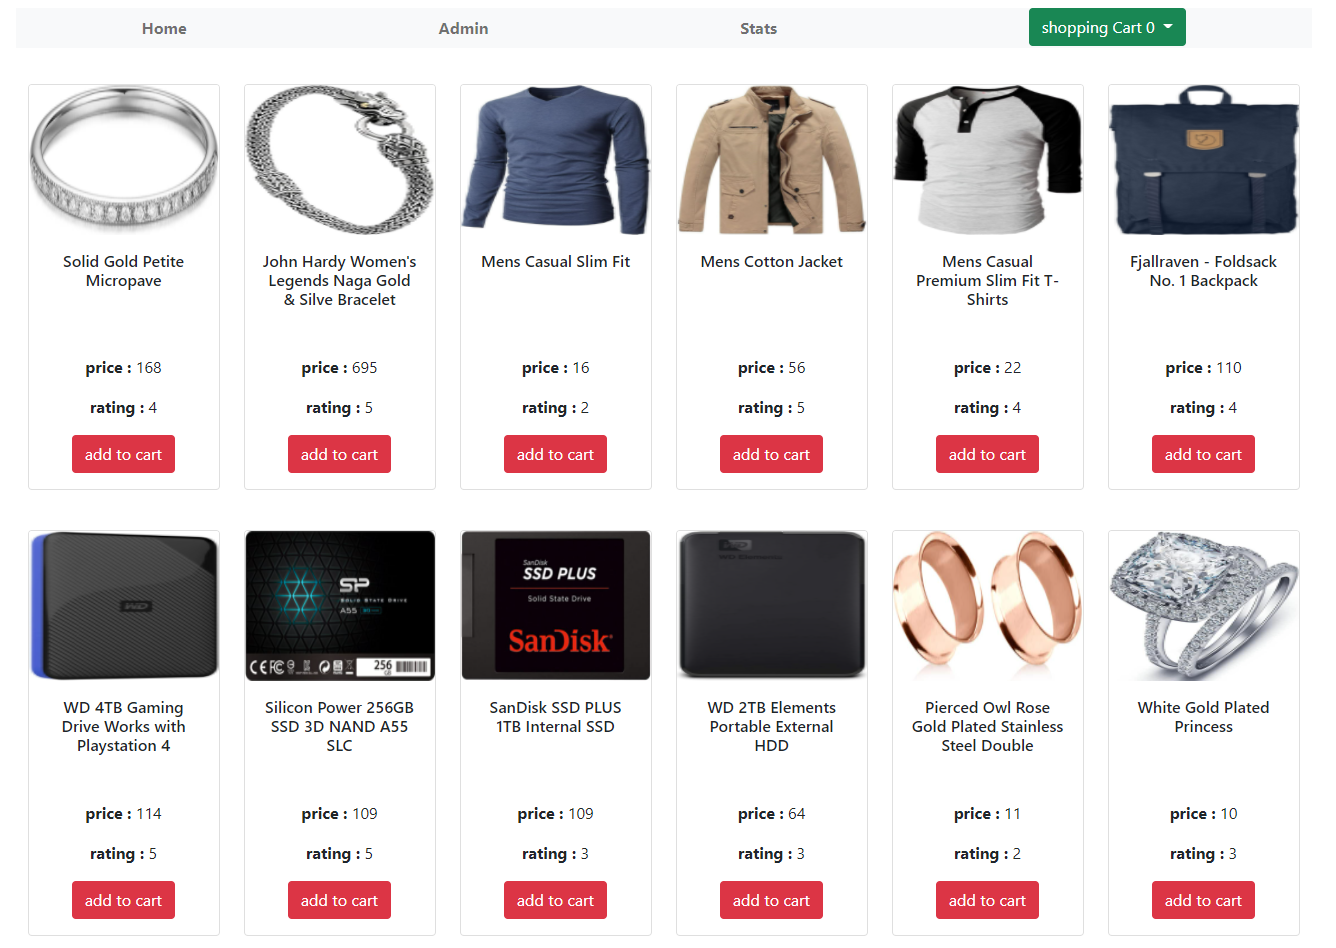 Home Admin Stats shopping Cart 0
Solid Gold Petite
Micropave
price : 168
rating : 4
add to cart
John Hardy Women's
Legends Naga Gold
& Silve Bracelet
price : 695
rating : 5
add to cart
Mens Casual Slim Fit
price : 16
rating : 2
add to cart
Mens Cotton Jacket
price : 56
rating : 5
add to cart
Mens Casual
Premium Slim Fit T-
Shirts
price : 22
rating : 4
add to cart
Fjallraven - Foldsack
No. 1 Backpack
price : 110
rating : 4
add to cart
WD
WD 4TB Gaming
Drive Works with
Playstation 4
price : 114
rating : 5
add to cart
SP
SOLID STATE DRIVE
A55
256
GB
Silicon Power 256GB
SSD 3D NAND A55
SLC
price : 109
rating : 5
add to cart
SanDisk
SSD PLUS
Solid State Drive
SanDisk
SanDisk SSD PLUS
1TB Internal SSD
price : 109
rating : 3
add to cart
WD
WD Elements
WD 2TB Elements
Portable External
HDD
price : 64
rating : 3
add to cart
Pierced Owl Rose
Gold Plated Stainless
Steel Double
price : 11
rating : 2
add to cart
White Gold Plated
Princess
price : 10
rating : 3
add to cart